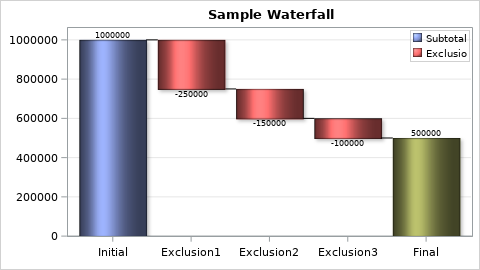 Sample Waterfall
Subtotal
Exclusio
1000000
800000
600000
400000
200000
0
1000000
-250000
-150000
-100000
500000
Initial Exclusion1 Exclusion2 Exclusion3 Final